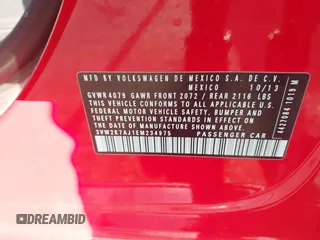 MFD BY VOLKSWAGEN DE MEXICO S.A. DE C.V.
MEXICO 10/13
GVWR 4079 GAWR FRONT 2072 / REAR 2116 LBS
THIS VEHICLE CONFORMS TO ALL APPLICABLE U.S.
FEDERAL MOTOR VEHICLE SAFETY, BUMPER AND
THEFT PREVENTION STANDARDS IN EFFECT ON THE
DATE OF MANUFACTURE SHOWN ABOVE.
3VW2K7AJ1EM234975 PASSENGER CAR
4437084 1019 M
DREAMBID